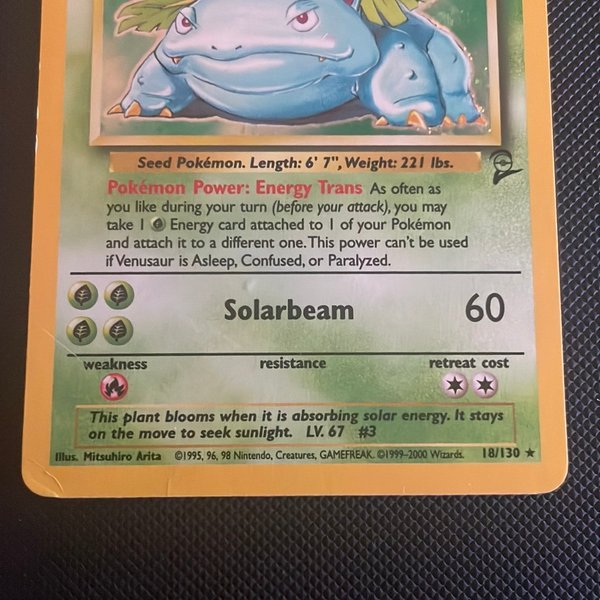 Seed Pokémon. Length: 6' 7", Weight: 221 lbs.
Pokémon Power: Energy Trans As often as
you like during your turn (before your attack), you may
take 1 Energy card attached to 1 of your Pokémon
and attach it to a different one. This power can't be used
if Venusaur is Asleep, Confused, or Paralyzed.
Solarbeam 60
weakness resistance retreat cost
This plant blooms when it is absorbing solar energy. It stays
on the move to seek sunlight. LV. 67 #3
Illus. Mitsuhiro Arita ©1995, 96, 98 Nintendo, Creatures, GAMEFREAK. ©1999-2000 Wizards. 18/130 ★